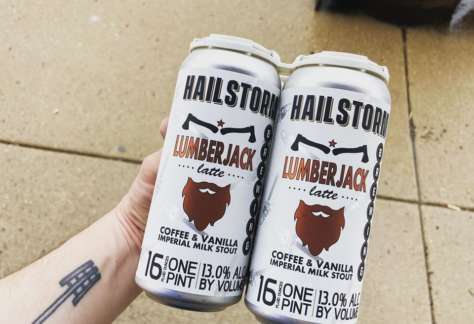 HAILSTORM
LUMBERJACK
latte
COFFEE & VANILLA
IMPERIAL MILK STOUT
16
ONE
PINT
13.0% ALC
BY VOLUME
HAILSTORM
LUMBERJACK
latte
COFFEE & VANILLA
IMPERIAL MILK STOUT
16
ONE
PINT
13.0% ALC
BY VOLUME